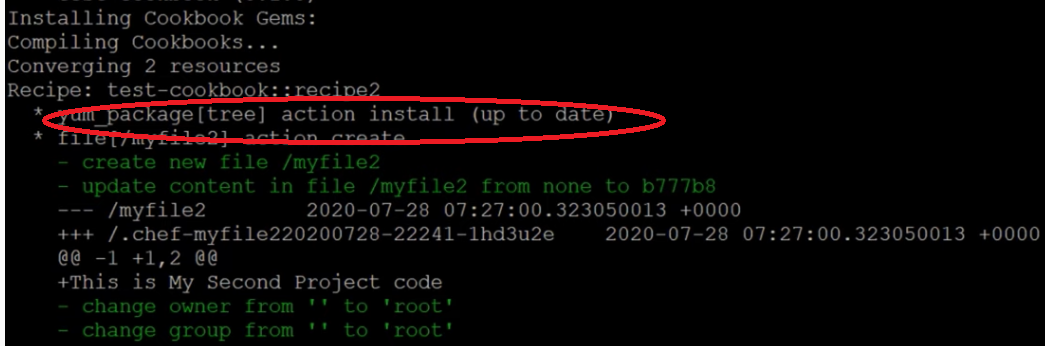 Installing Cookbook Gems:
Compiling Cookbooks...
Converging 2 resources
Recipe: test-cookbook::recipe2
* yum_package[tree] action install (up to date)
* file[/myfile2] action create
- create new file /myfile2
- update content in file /myfile2 from none to b777b8
--- /myfile2 2020-07-28 07:27:00.323050013 +0000
+++ /.chef-myfile220200728-22241-1hd3u2e 2020-07-28 07:27:00.323050013 +0000
@@ -1 +1,2 @@
+This is My Second Project code
- change owner from '' to 'root'
- change group from '' to 'root'